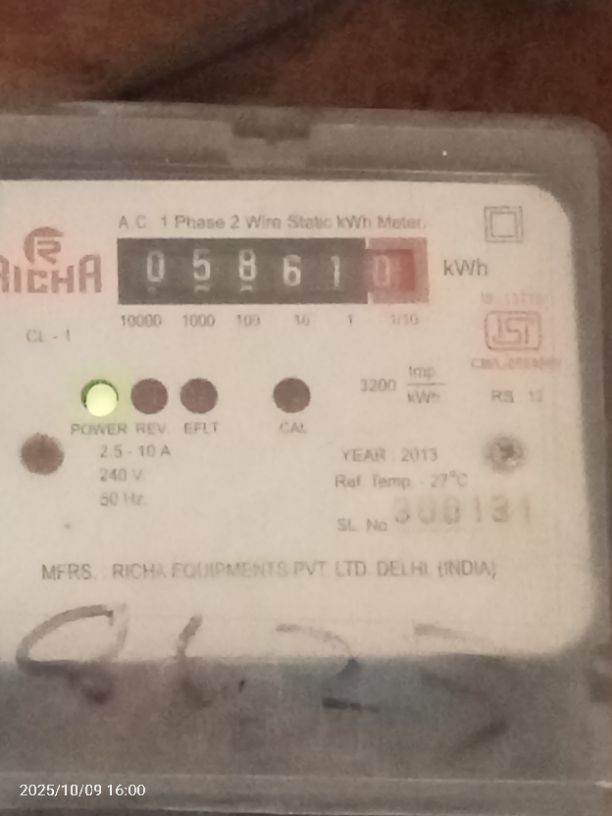 A.C. 1 Phase 2 Wire Static kWh Meter.
RICHA
0 5 8 6 1 0
kWh
10000 1000 100 10 1 1/10
CL - 1
ISI
3200 Imp. kWh
RS. 12
POWER REV. EFLT CAL
2.5 - 10 A
240 V.
50 Hz.
YEAR : 2013
Ref. Temp. - 27°C
SL. No.
MFRS. : RICHA EQUIPMENTS PVT. LTD. DELHI. (INDIA)
2025/10/09 16:00